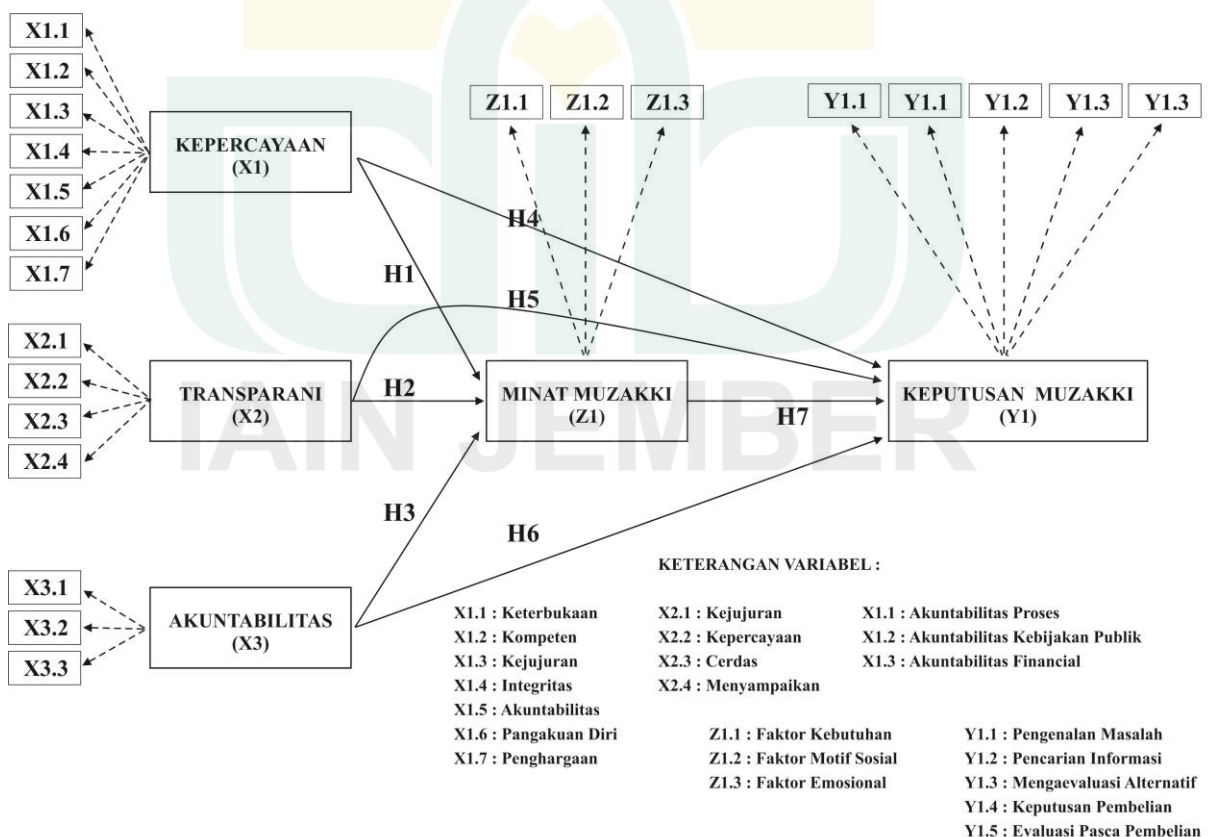 X1.1
X1.2
X1.3
X1.4
X1.5
X1.6
X1.7
KEPERCAYAAN
(X1)
Z1.1 Z1.2 Z1.3
Y1.1 Y1.1 Y1.2 Y1.3 Y1.3
H4
H1
H5
X2.1
X2.2
X2.3
X2.4
TRANSPARANI
(X2)
H2
MINAT MUZAKKI
(Z1)
H7
KEPUTUSAN MUZAKKI
(Y1)
IAIN JEMBER
H3
H6
X3.1
X3.2
X3.3
AKUNTABILITAS
(X3)
KETERANGAN VARIABEL :
X1.1 : Keterbukaan
X1.2 : Kompeten
X1.3 : Kejujuran
X1.4 : Integritas
X1.5 : Akuntabilitas
X1.6 : Pangakuan Diri
X1.7 : Penghargaan
X2.1 : Kejujuran
X2.2 : Kepercayaan
X2.3 : Cerdas
X2.4 : Menyampaikan
X1.1 : Akuntabilitas Proses
X1.2 : Akuntabilitas Kebijakan Publik
X1.3 : Akuntabilitas Financial
Z1.1 : Faktor Kebutuhan
Z1.2 : Faktor Motif Sosial
Z1.3 : Faktor Emosional
Y1.1 : Pengenalan Masalah
Y1.2 : Pencarian Informasi
Y1.3 : Mengaevaluasi Alternatif
Y1.4 : Keputusan Pembelian
Y1.5 : Evaluasi Pasca Pembelian